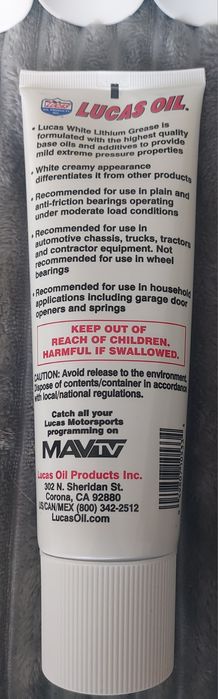 LUCAS OIL
• Lucas White Lithium Grease is
formulated with the highest quality
base oils and additives to provide
mild extreme pressure properties
• White creamy appearance
differentiates it from other products
• Recommended for use in plain and
anti-friction bearings operating
under moderate load conditions
• Recommended for use in
automotive chassis, trucks, tractors
and contractor equipment. Not
recommended for use in wheel
bearings
• Recommended for use in household
applications including garage door
openers and springs
KEEP OUT OF
REACH OF CHILDREN.
HARMFUL IF SWALLOWED.
CAUTION: Avoid release to the environment.
Dispose of contents/container in accordance
with local/national regulations.
Catch all your
Lucas Motorsports
programming on
MAVTV
Lucas Oil Products Inc.
302 N. Sheridan St.
Corona, CA 92880
US/CAN/MEX (800) 342-2512
LucasOil.com